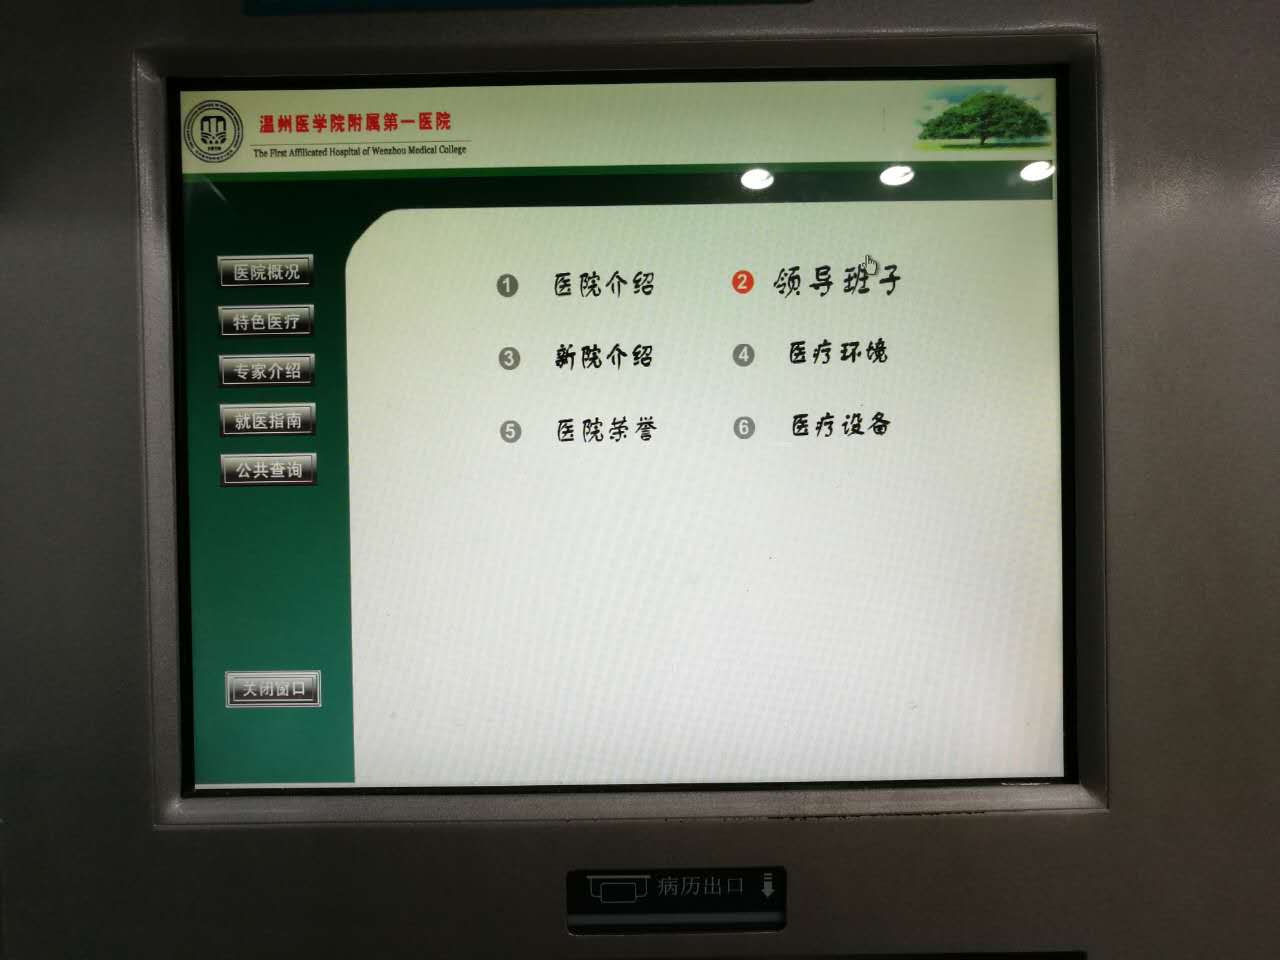 温州医学院附属第一医院
The First Affilicated Hospital of Wenzhou Medical College
医院概况
特色医疗
专家介绍
就医指南
公共查询
关闭窗口
1 医院介绍
2 领导班子
3 新院介绍
4 医疗环境
5 医院荣誉
6 医疗设备
病历出口